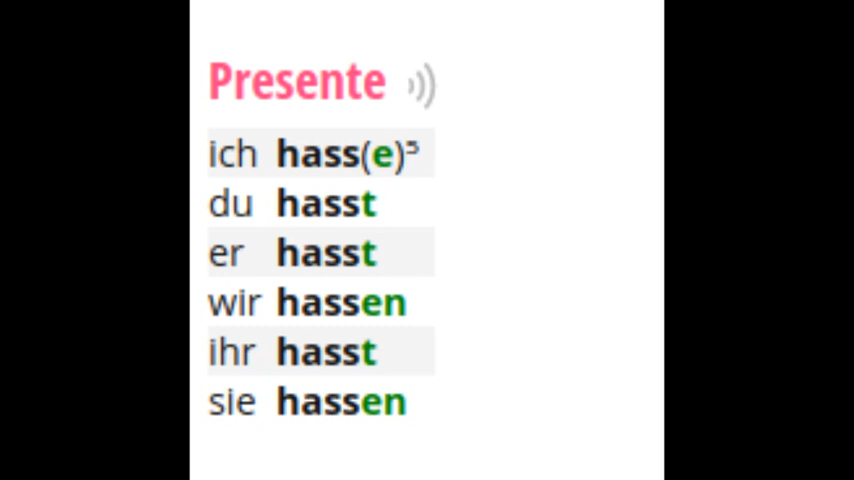 Presente
ich hass(e)⁵
du hasst
er hasst
wir hassen
ihr hasst
sie hassen